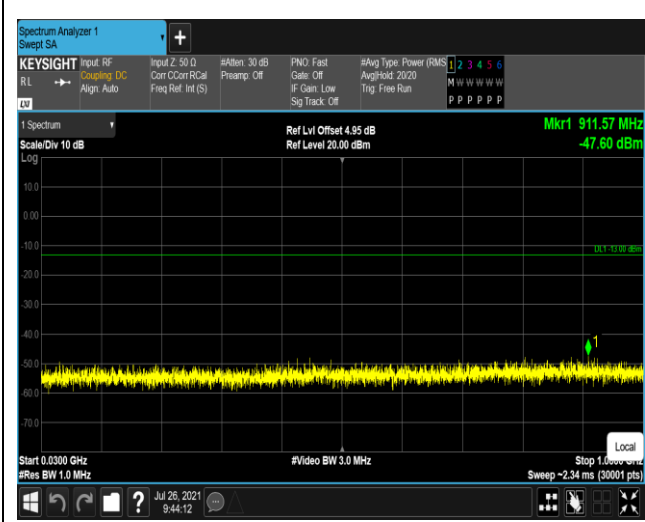 Spectrum Analyzer 1
Swept SA
+
KEYSIGHT Input: RF Input Z: 50 Ω #Atten: 30 dB PNO: Fast #Avg Type: Power (RMS 1 2 3 4 5 6
RL Coupling: DC Corr CCorr RCal Preamp: Off Gate: Off Avg|Hold: 20/20 M W W W W W
Align: Auto Freq Ref: Int (S) IF Gain: Low Trig: Free Run
LXI Sig Track: Off P P P P P P
1 Spectrum Ref Lvl Offset 4.95 dB Mkr1 911.57 MHz
Scale/Div 10 dB Ref Level 20.00 dBm -47.60 dBm
Log
10.0
0.00
-10.0
DL1 -13.00 dBm
-20.0
-30.0
-40.0
1
-50.0
-60.0
-70.0
Local
Start 0.0300 GHz #Video BW 3.0 MHz Stop
#Res BW 1.0 MHz Sweep ~2.34 ms (30001 pts)
? Jul 26, 2021
9:44:12